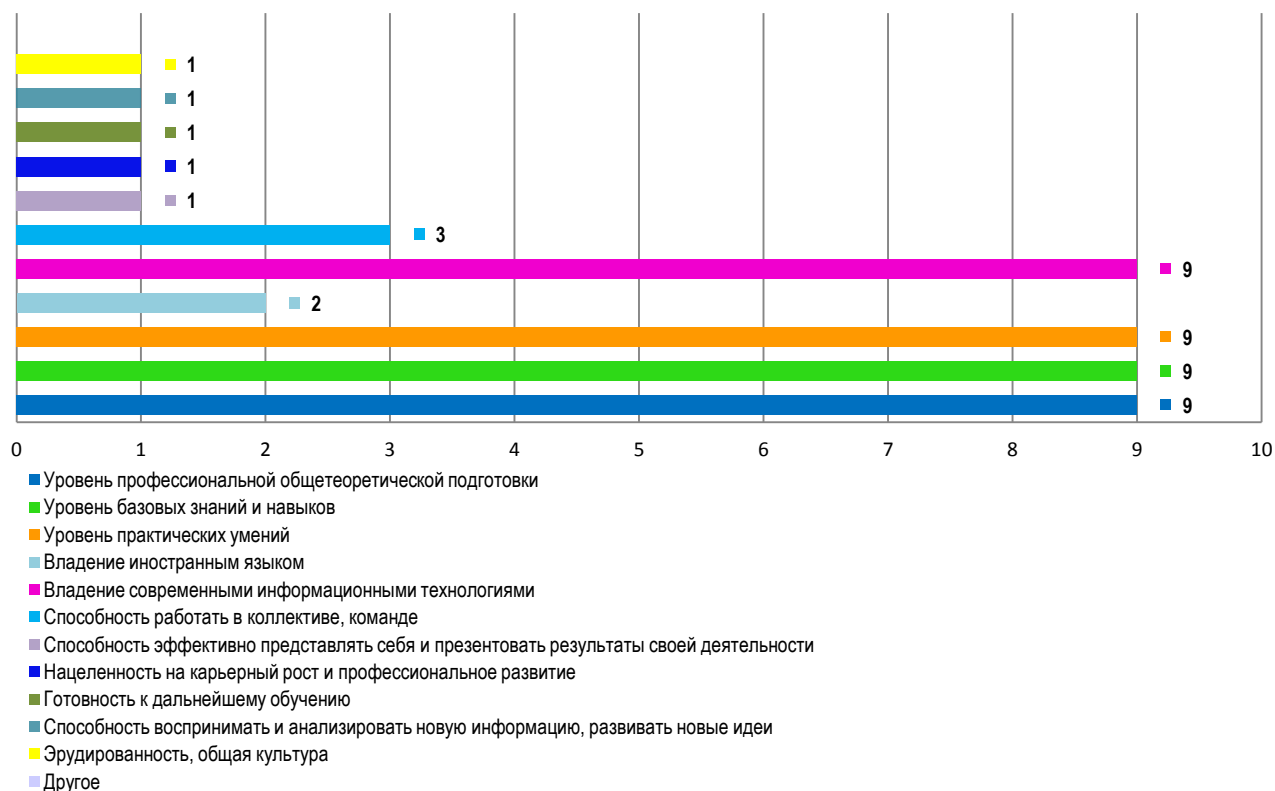 1
1
1
1
1
3
9
2
9
9
9
0 1 2 3 4 5 6 7 8 9 10
Уровень профессиональной общетеоретической подготовки
Уровень базовых знаний и навыков
Уровень практических умений
Владение иностранным языком
Владение современными информационными технологиями
Способность работать в коллективе, команде
Способность эффективно представлять себя и презентовать результаты своей деятельности
Нацеленность на карьерный рост и профессиональное развитие
Готовность к дальнейшему обучению
Способность воспринимать и анализировать новую информацию, развивать новые идеи
Эрудированность, общая культура
Другое